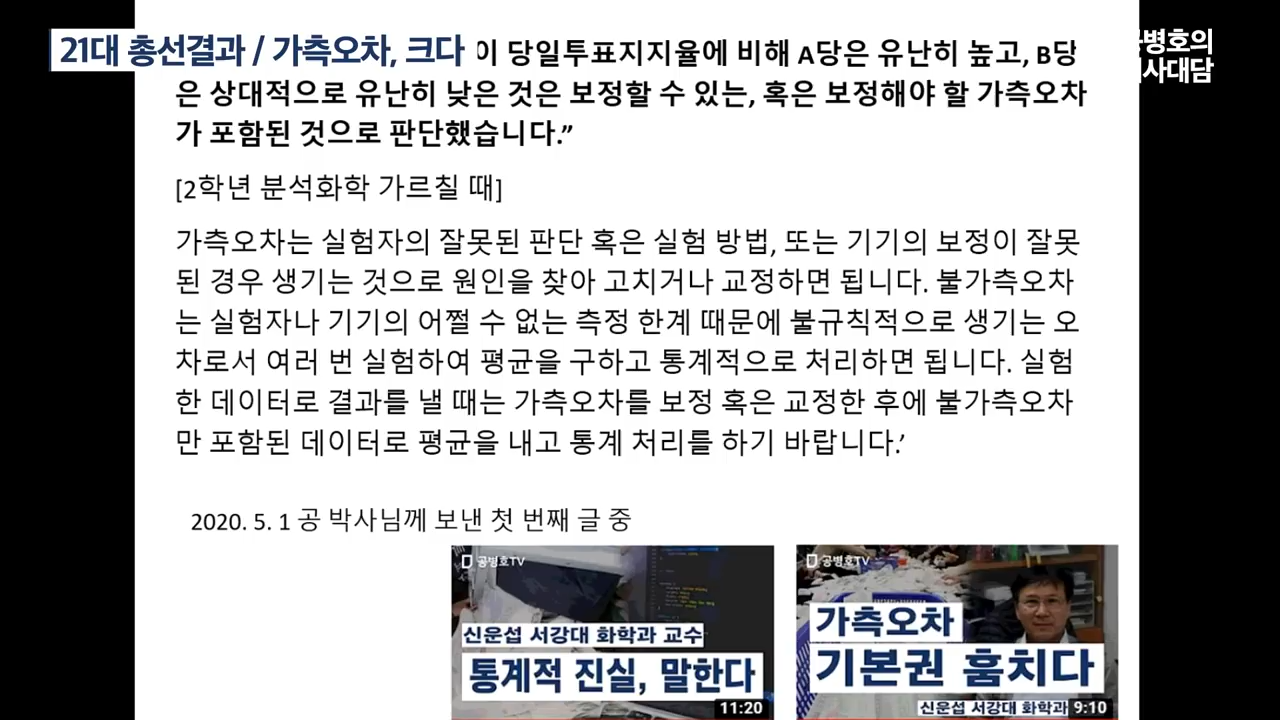 21대 총선결과 / 가측오차, 크다
이 당일투표지지율에 비해 A당은 유난히 높고, B당
은 상대적으로 유난히 낮은 것은 보정할 수 있는, 혹은 보정해야 할 가측오차
가 포함된 것으로 판단했습니다.”
병호의
사대담
[2학년 분석화학 가르칠 때]
가측오차는 실험자의 잘못된 판단 혹은 실험 방법, 또는 기기의 보정이 잘못
된 경우 생기는 것으로 원인을 찾아 고치거나 교정하면 됩니다. 불가측오차
는 실험자나 기기의 어쩔 수 없는 측정 한계 때문에 불규칙적으로 생기는 오
차로서 여러 번 실험하여 평균을 구하고 통계적으로 처리하면 됩니다. 실험
한 데이터로 결과를 낼 때는 가측오차를 보정 혹은 교정한 후에 불가측오차
만 포함된 데이터로 평균을 내고 통계 처리를 하기 바랍니다.’
2020. 5. 1 공 박사님께 보낸 첫 번째 글 중
공병호TV
신운섭 서강대 화학과 교수
통계적 진실, 말한다
11:20
공병호TV
가측오차
기본권 훔치다
신운섭 서강대 화학과
9:10